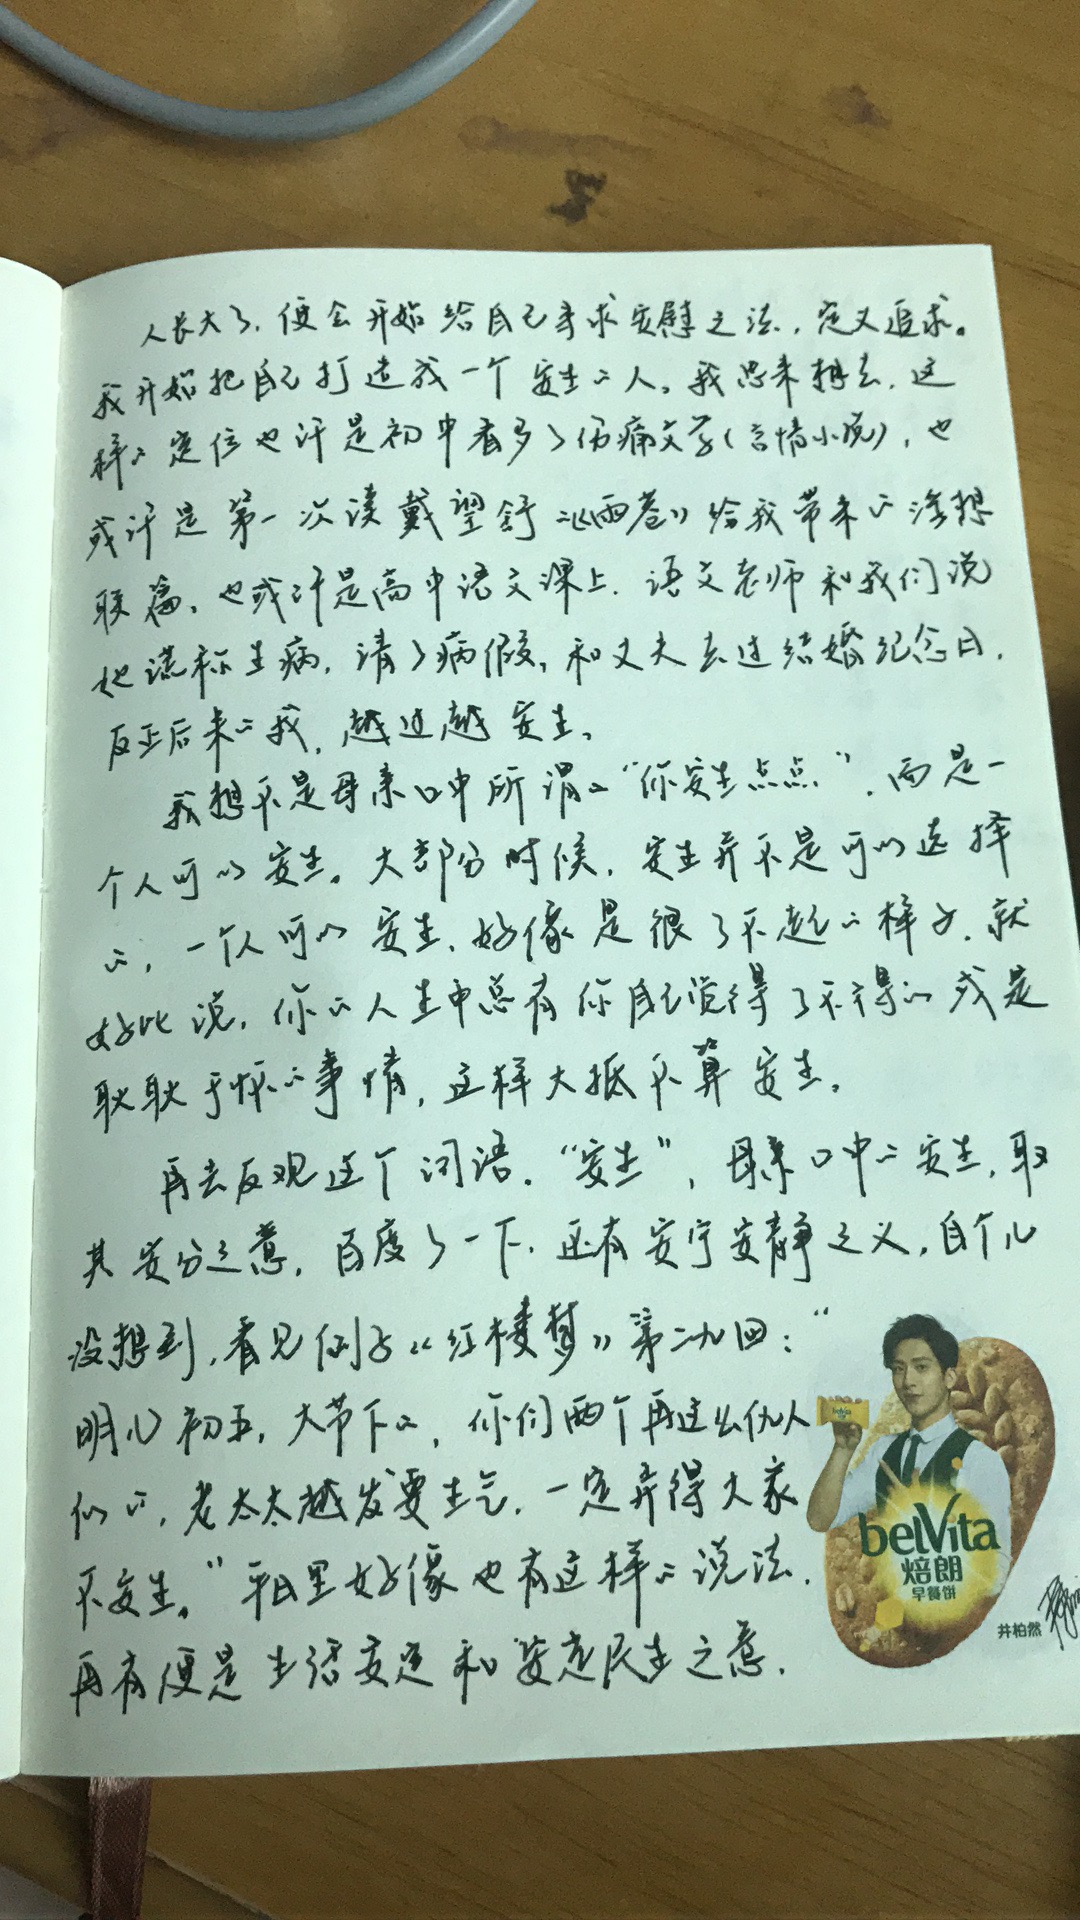 人长大了，便会开始给自己寻求安慰之法，定义追求。
我开始把自己打造成一个安生的人。我思来想去，这
样的定位也许是初中看多了伤痛文学（言情小说），也
或许是第一次读戴望舒的《雨巷》给我带来的浮想
联篇，也或许是高中语文课上，语文老师和我们说
她谎称生病，请了病假，和丈夫去过结婚纪念日，
反正后来的我，越过越安生。
我想不是母亲口中所谓的“你安生点点”，而是一
个人可以安生。大部分时候，安生并不是可以选择
的，一个人可以安生，好像是很了不起的样子，就
好比说，你的人生中总有你自己觉得了不得的或是
耿耿于怀的事情，这样大抵不算安生。
再去反观这个词语，“安生”，母亲口中的安生，取
其安分之意，百度了一下，还有安宁安静之义，自个儿
没想到，看见例子《红楼梦》第二九回：“
明儿初五，大节下的，你们两个再这么仇人
似的，老太太越发要生气，一定弄得大家
不安生。”平日里好像也有这样的说法，
再有便是生活安定和安定民生之意，
belVita
belVita
焙朗
早餐饼
井柏然